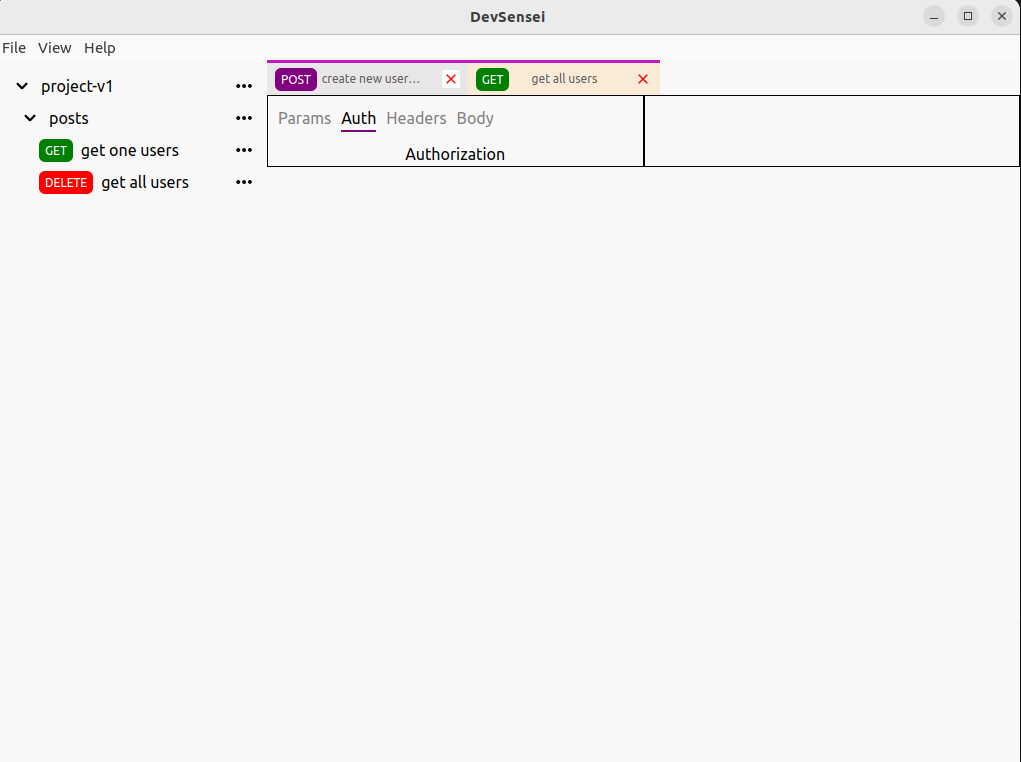 DevSensei
File View Help
project-v1
posts
GET get one users
DELETE get all users
POST create new user...
GET get all users
Params Auth Headers Body
Authorization